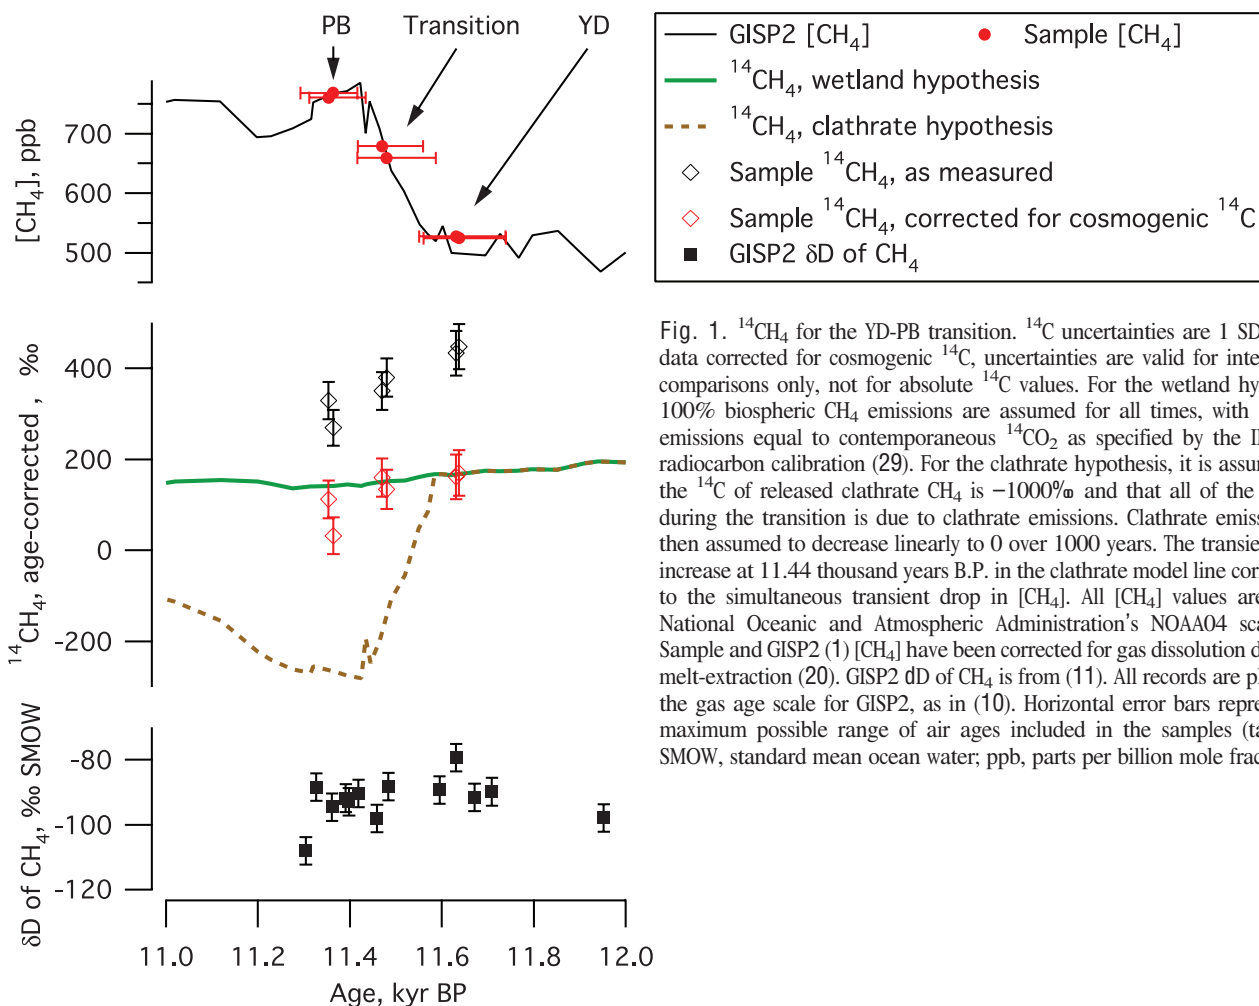 PB Transition YD
[CH₄], ppb
700
600
500
GISP2 [CH₄]
Sample [CH₄]
¹⁴CH₄, wetland hypothesis
¹⁴CH₄, clathrate hypothesis
Sample ¹⁴CH₄, as measured
Sample ¹⁴CH₄, corrected for cosmogenic ¹⁴C
GISP2 δD of CH₄
¹⁴CH₄, age-corrected , ‰
400
200
0
-200
δD of CH₄, ‰ SMOW
-80
-100
-120
11.0 11.2 11.4 11.6 11.8 12.0
Age, kyr BP
Fig. 1. ¹⁴CH₄ for the YD-PB transition. ¹⁴C uncertainties are 1 SD
data corrected for cosmogenic ¹⁴C, uncertainties are valid for inte
comparisons only, not for absolute ¹⁴C values. For the wetland hy
100% biospheric CH₄ emissions are assumed for all times, with
emissions equal to contemporaneous ¹⁴CO₂ as specified by the
radiocarbon calibration (29). For the clathrate hypothesis, it is assu
the ¹⁴C of released clathrate CH₄ is −1000‰ and that all of the
during the transition is due to clathrate emissions. Clathrate emiss
then assumed to decrease linearly to 0 over 1000 years. The transie
increase at 11.44 thousand years B.P. in the clathrate model line cor
to the simultaneous transient drop in [CH₄]. All [CH₄] values are
National Oceanic and Atmospheric Administration's NOAA04 sca
Sample and GISP2 (1) [CH₄] have been corrected for gas dissolution d
melt-extraction (20). GISP2 dD of CH₄ is from (11). All records are p
the gas age scale for GISP2, as in (10). Horizontal error bars repre
maximum possible range of air ages included in the samples (ta
SMOW, standard mean ocean water; ppb, parts per billion mole frac